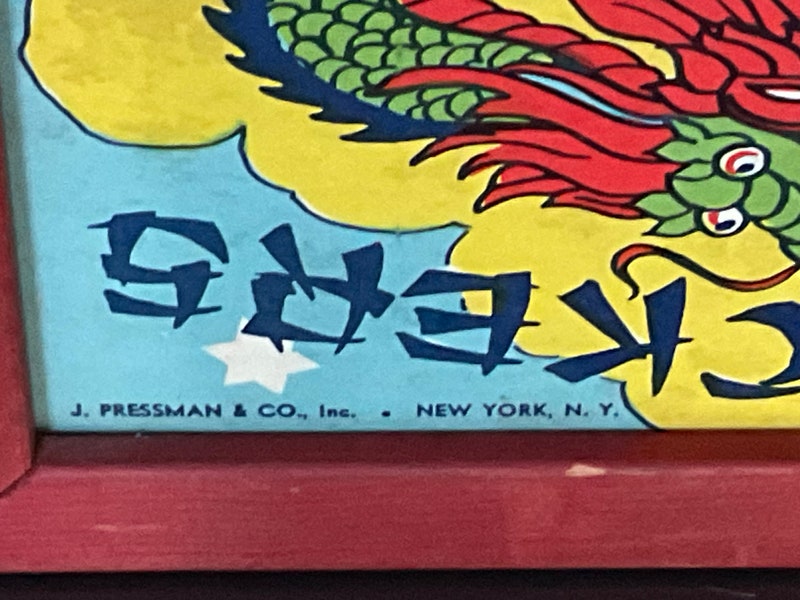 CKERS
J. PRESSMAN & CO., Inc. . NEW YORK, N. Y.